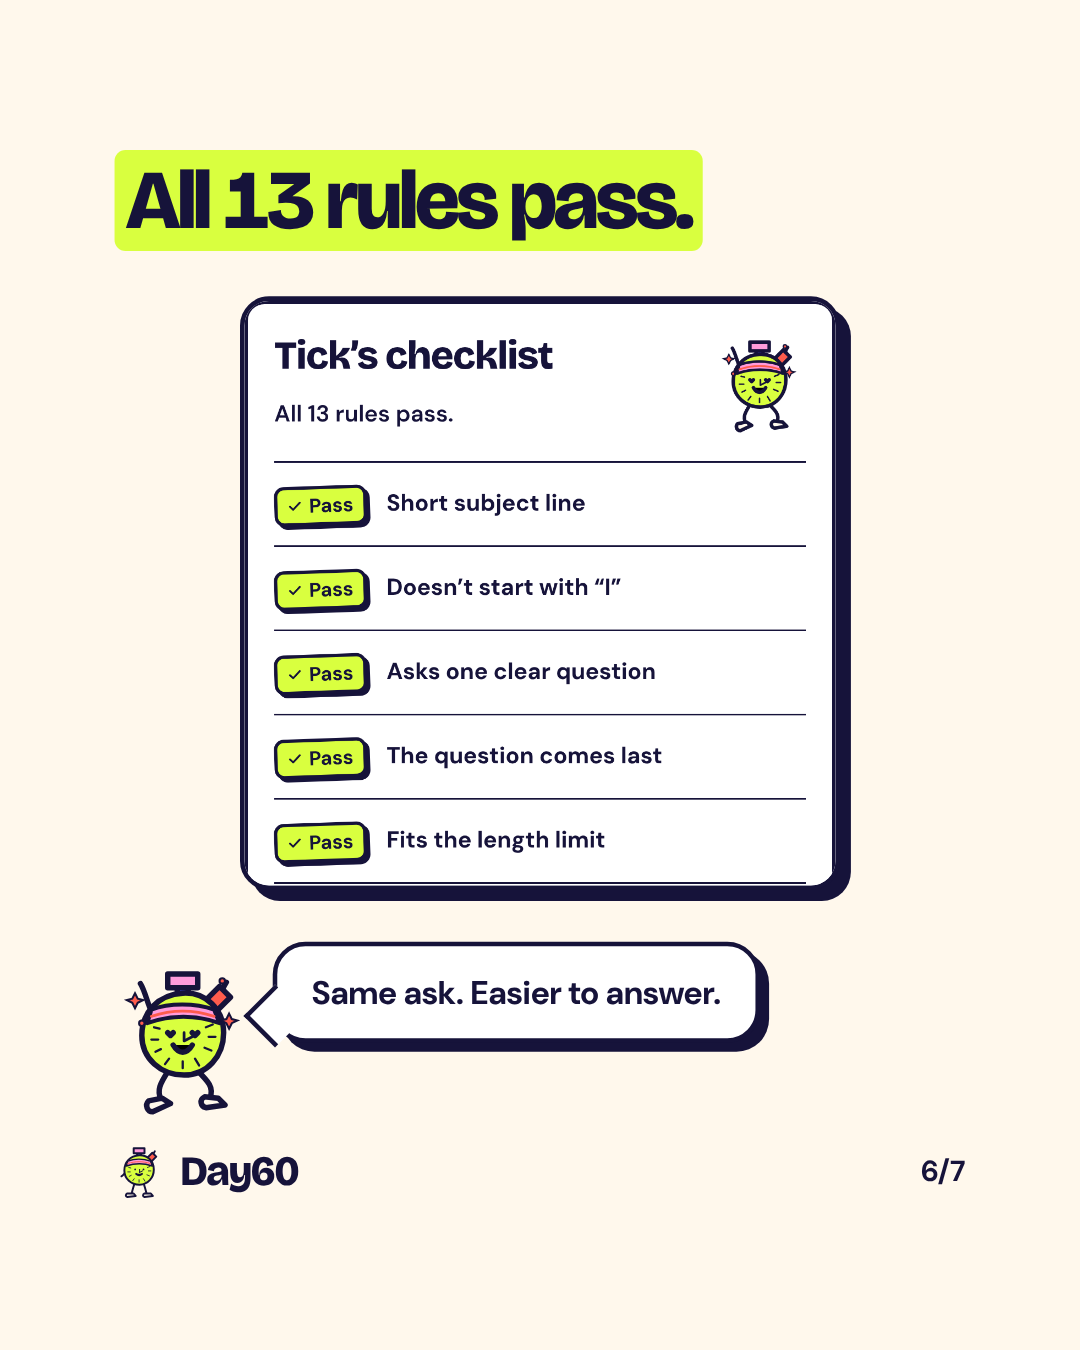 All 13 rules pass.
Tick’s checklist
All 13 rules pass.
✓ Pass Short subject line
✓ Pass Doesn’t start with “I”
✓ Pass Asks one clear question
✓ Pass The question comes last
✓ Pass Fits the length limit
Same ask. Easier to answer.
Day60
6/7